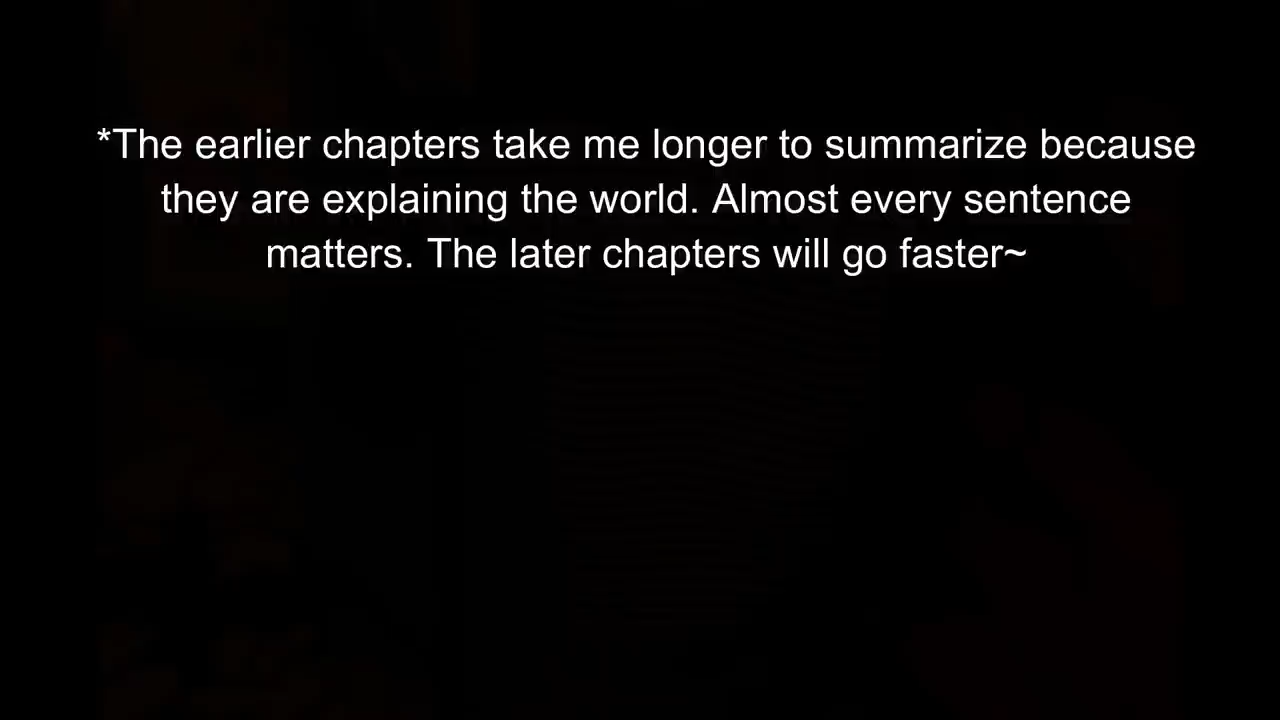 *The earlier chapters take me longer to summarize because
they are explaining the world. Almost every sentence
matters. The later chapters will go faster~